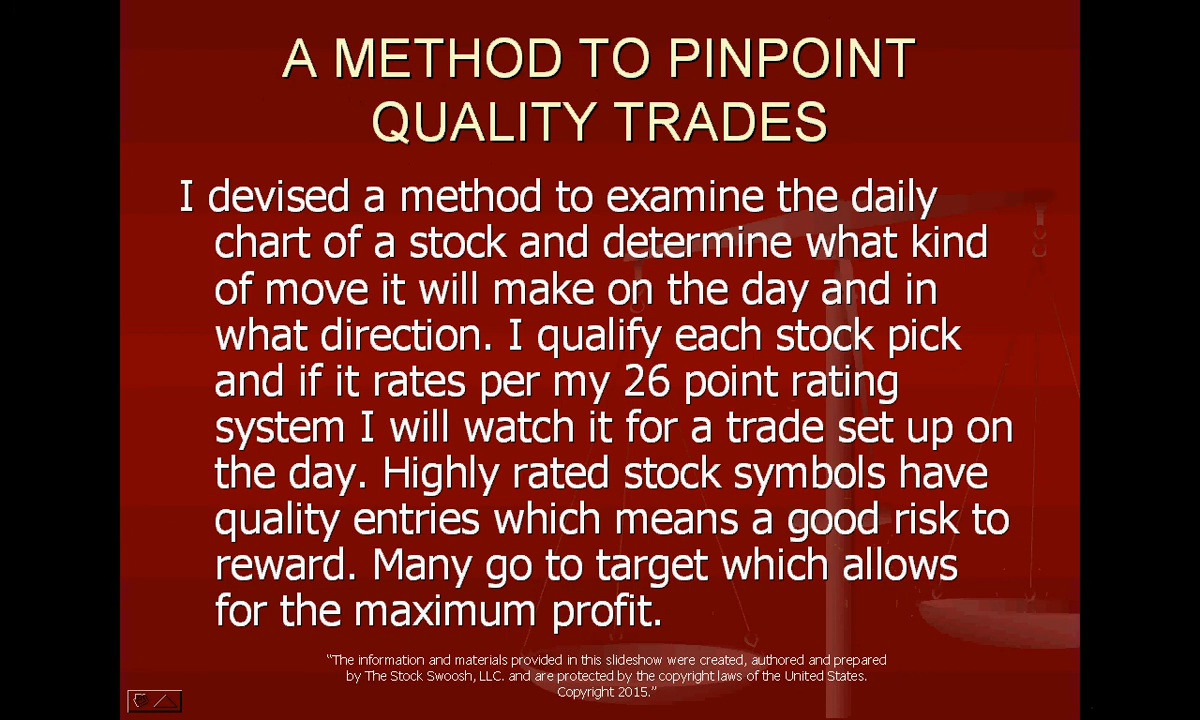 A METHOD TO PINPOINT
QUALITY TRADES
I devised a method to examine the daily
chart of a stock and determine what kind
of move it will make on the day and in
what direction. I qualify each stock pick
and if it rates per my 26 point rating
system I will watch it for a trade set up on
the day. Highly rated stock symbols have
quality entries which means a good risk to
reward. Many go to target which allows
for the maximum profit.
“The information and materials provided in this slideshow were created, authored and prepared
by The Stock Swoosh, LLC. and are protected by the copyright laws of the United States.
Copyright 2015.”